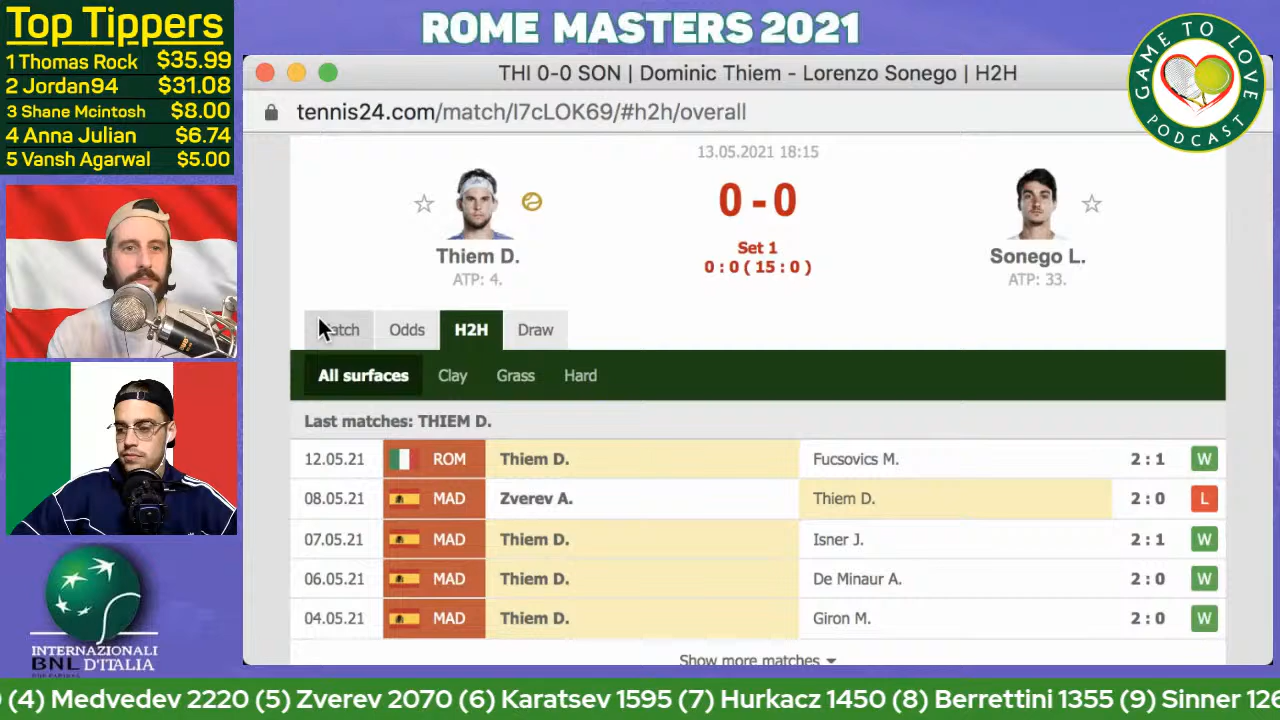 Top Tippers
1 Thomas Rock $35.99
2 Jordan94 $31.08
3 Shane Mcintosh $8.00
4 Anna Julian $6.74
5 Vansh Agarwal $5.00
ROME MASTERS 2021
GAME TO LOVE
PODCAST
THI 0-0 SON | Dominic Thiem - Lorenzo Sonego | H2H
tennis24.com/match/I7cLOK69/#h2h/overall
13.05.2021 18:15
0 - 0
Set 1
0 : 0 ( 15 : 0 )
Thiem D.
ATP: 4.
Sonego L.
ATP: 33.
atch Odds H2H Draw
All surfaces Clay Grass Hard
Last matches: THIEM D.
12.05.21 ROM Thiem D. Fucsovics M. 2 : 1 W
08.05.21 MAD Zverev A. Thiem D. 2 : 0 L
07.05.21 MAD Thiem D. Isner J. 2 : 1 W
06.05.21 MAD Thiem D. De Minaur A. 2 : 0 W
04.05.21 MAD Thiem D. Giron M. 2 : 0 W
Show more matches
INTERNAZIONALI
BNL D'ITALIA
0 (4) Medvedev 2220 (5) Zverev 2070 (6) Karatsev 1595 (7) Hurkacz 1450 (8) Berrettini 1355 (9) Sinner 126